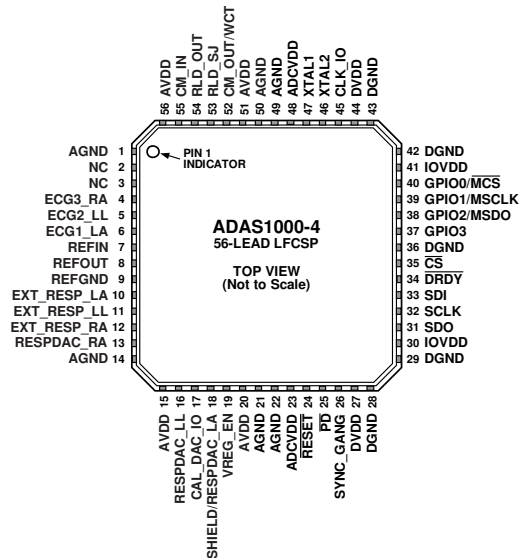 56 AVDD
55 CM_IN
54 RLD_OUT
53 RLD_SJ
52 CM_OUT/WCT
51 AVDD
50 AGND
49 AGND
48 ADCVDD
47 XTAL1
46 XTAL2
45 CLK_IO
44 DVDD
43 DGND
AGND 1
NC 2
NC 3
ECG3_RA 4
ECG2_LL 5
ECG1_LA 6
REFIN 7
REFOUT 8
REFGND 9
EXT_RESP_LA 10
EXT_RESP_LL 11
EXT_RESP_RA 12
RESPDAC_RA 13
AGND 14
PIN 1
INDICATOR
ADAS1000-4
56-LEAD LFCSP
TOP VIEW
(Not to Scale)
42 DGND
41 IOVDD
40 GPIO0/MCS
39 GPIO1/MSCLK
38 GPIO2/MSDO
37 GPIO3
36 DGND
35 CS
34 DRDY
33 SDI
32 SCLK
31 SDO
30 IOVDD
29 DGND
AVDD 15
RESPDAC_LL 16
CAL_DAC_IO 17
SHIELD/RESPDAC_LA 18
VREG_EN 19
AVDD 20
AGND 21
AGND 22
ADCVDD 23
RESET 24
PD 25
SYNC_GANG 26
DVDD 27
DGND 28